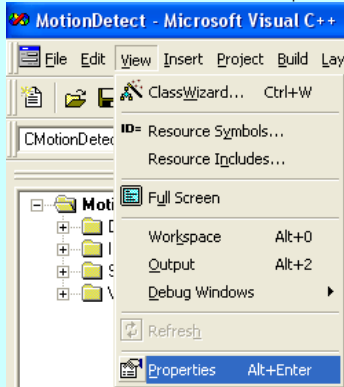 MotionDetect - Microsoft Visual C++
File Edit View Insert Project Build Lay
ClassWizard... Ctrl+W
CMotionDetec
ID= Resource Symbols...
Resource Includes...
Full Screen
Moti
Workspace Alt+0
Output Alt+2
Debug Windows
Refresh
Properties Alt+Enter